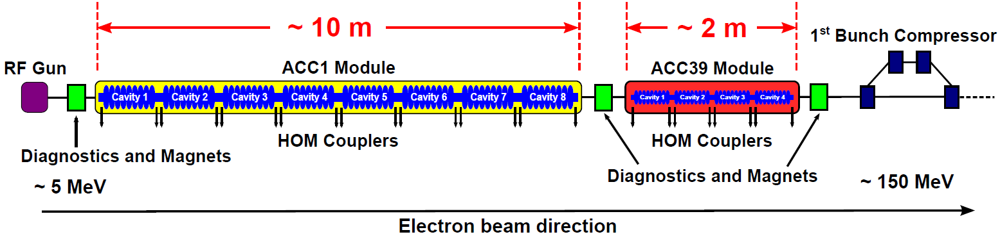 ~ 10 m
~ 2 m
1st Bunch Compressor
RF Gun
ACC1 Module
ACC39 Module
Cavity 1 Cavity 2 Cavity 3 Cavity 4 Cavity 5 Cavity 6 Cavity 7 Cavity 8
Cavity 1 Cavity 2 Cavity 3 Cavity 4
HOM Couplers
HOM Couplers
Diagnostics and Magnets
Diagnostics and Magnets
~ 5 MeV
~ 150 MeV
Electron beam direction